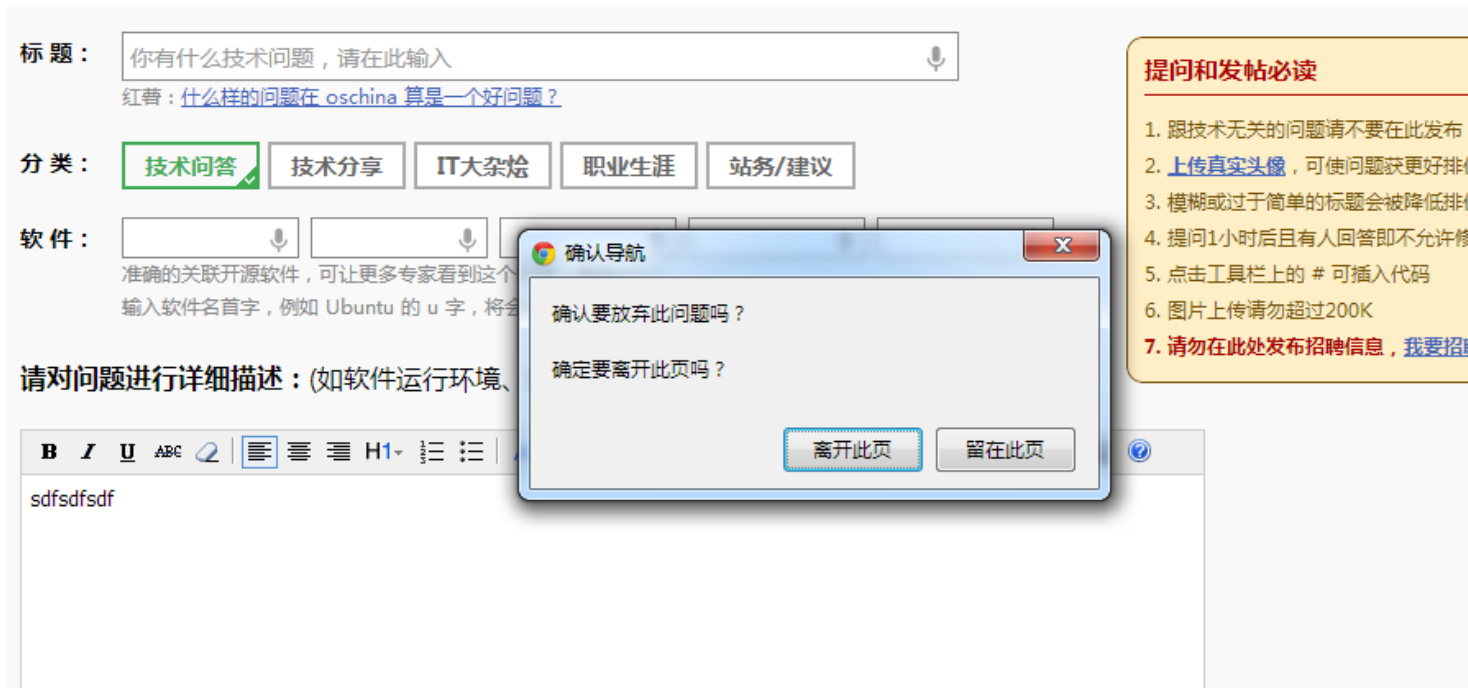 标 题：
你有什么技术问题，请在此输入
红薯：什么样的问题在 oschina 算是一个好问题？
分 类：
技术问答 技术分享 IT大杂烩 职业生涯 站务/建议
软 件：
准确的关联开源软件，可让更多专家看到这个
输入软件名首字，例如 Ubuntu 的 u 字，将会
请对问题进行详细描述：(如软件运行环境、
B I U ABC H1
sdfsdfsdf
确认导航
确认要放弃此问题吗？
确定要离开此页吗？
离开此页 留在此页
提问和发帖必读
1. 跟技术无关的问题请不要在此发布
2. 上传真实头像，可使问题获更好排
3. 模糊或过于简单的标题会被降低排
4. 提问1小时后且有人回答即不允许修
5. 点击工具栏上的 # 可插入代码
6. 图片上传请勿超过200K
7. 请勿在此处发布招聘信息，我要招聘